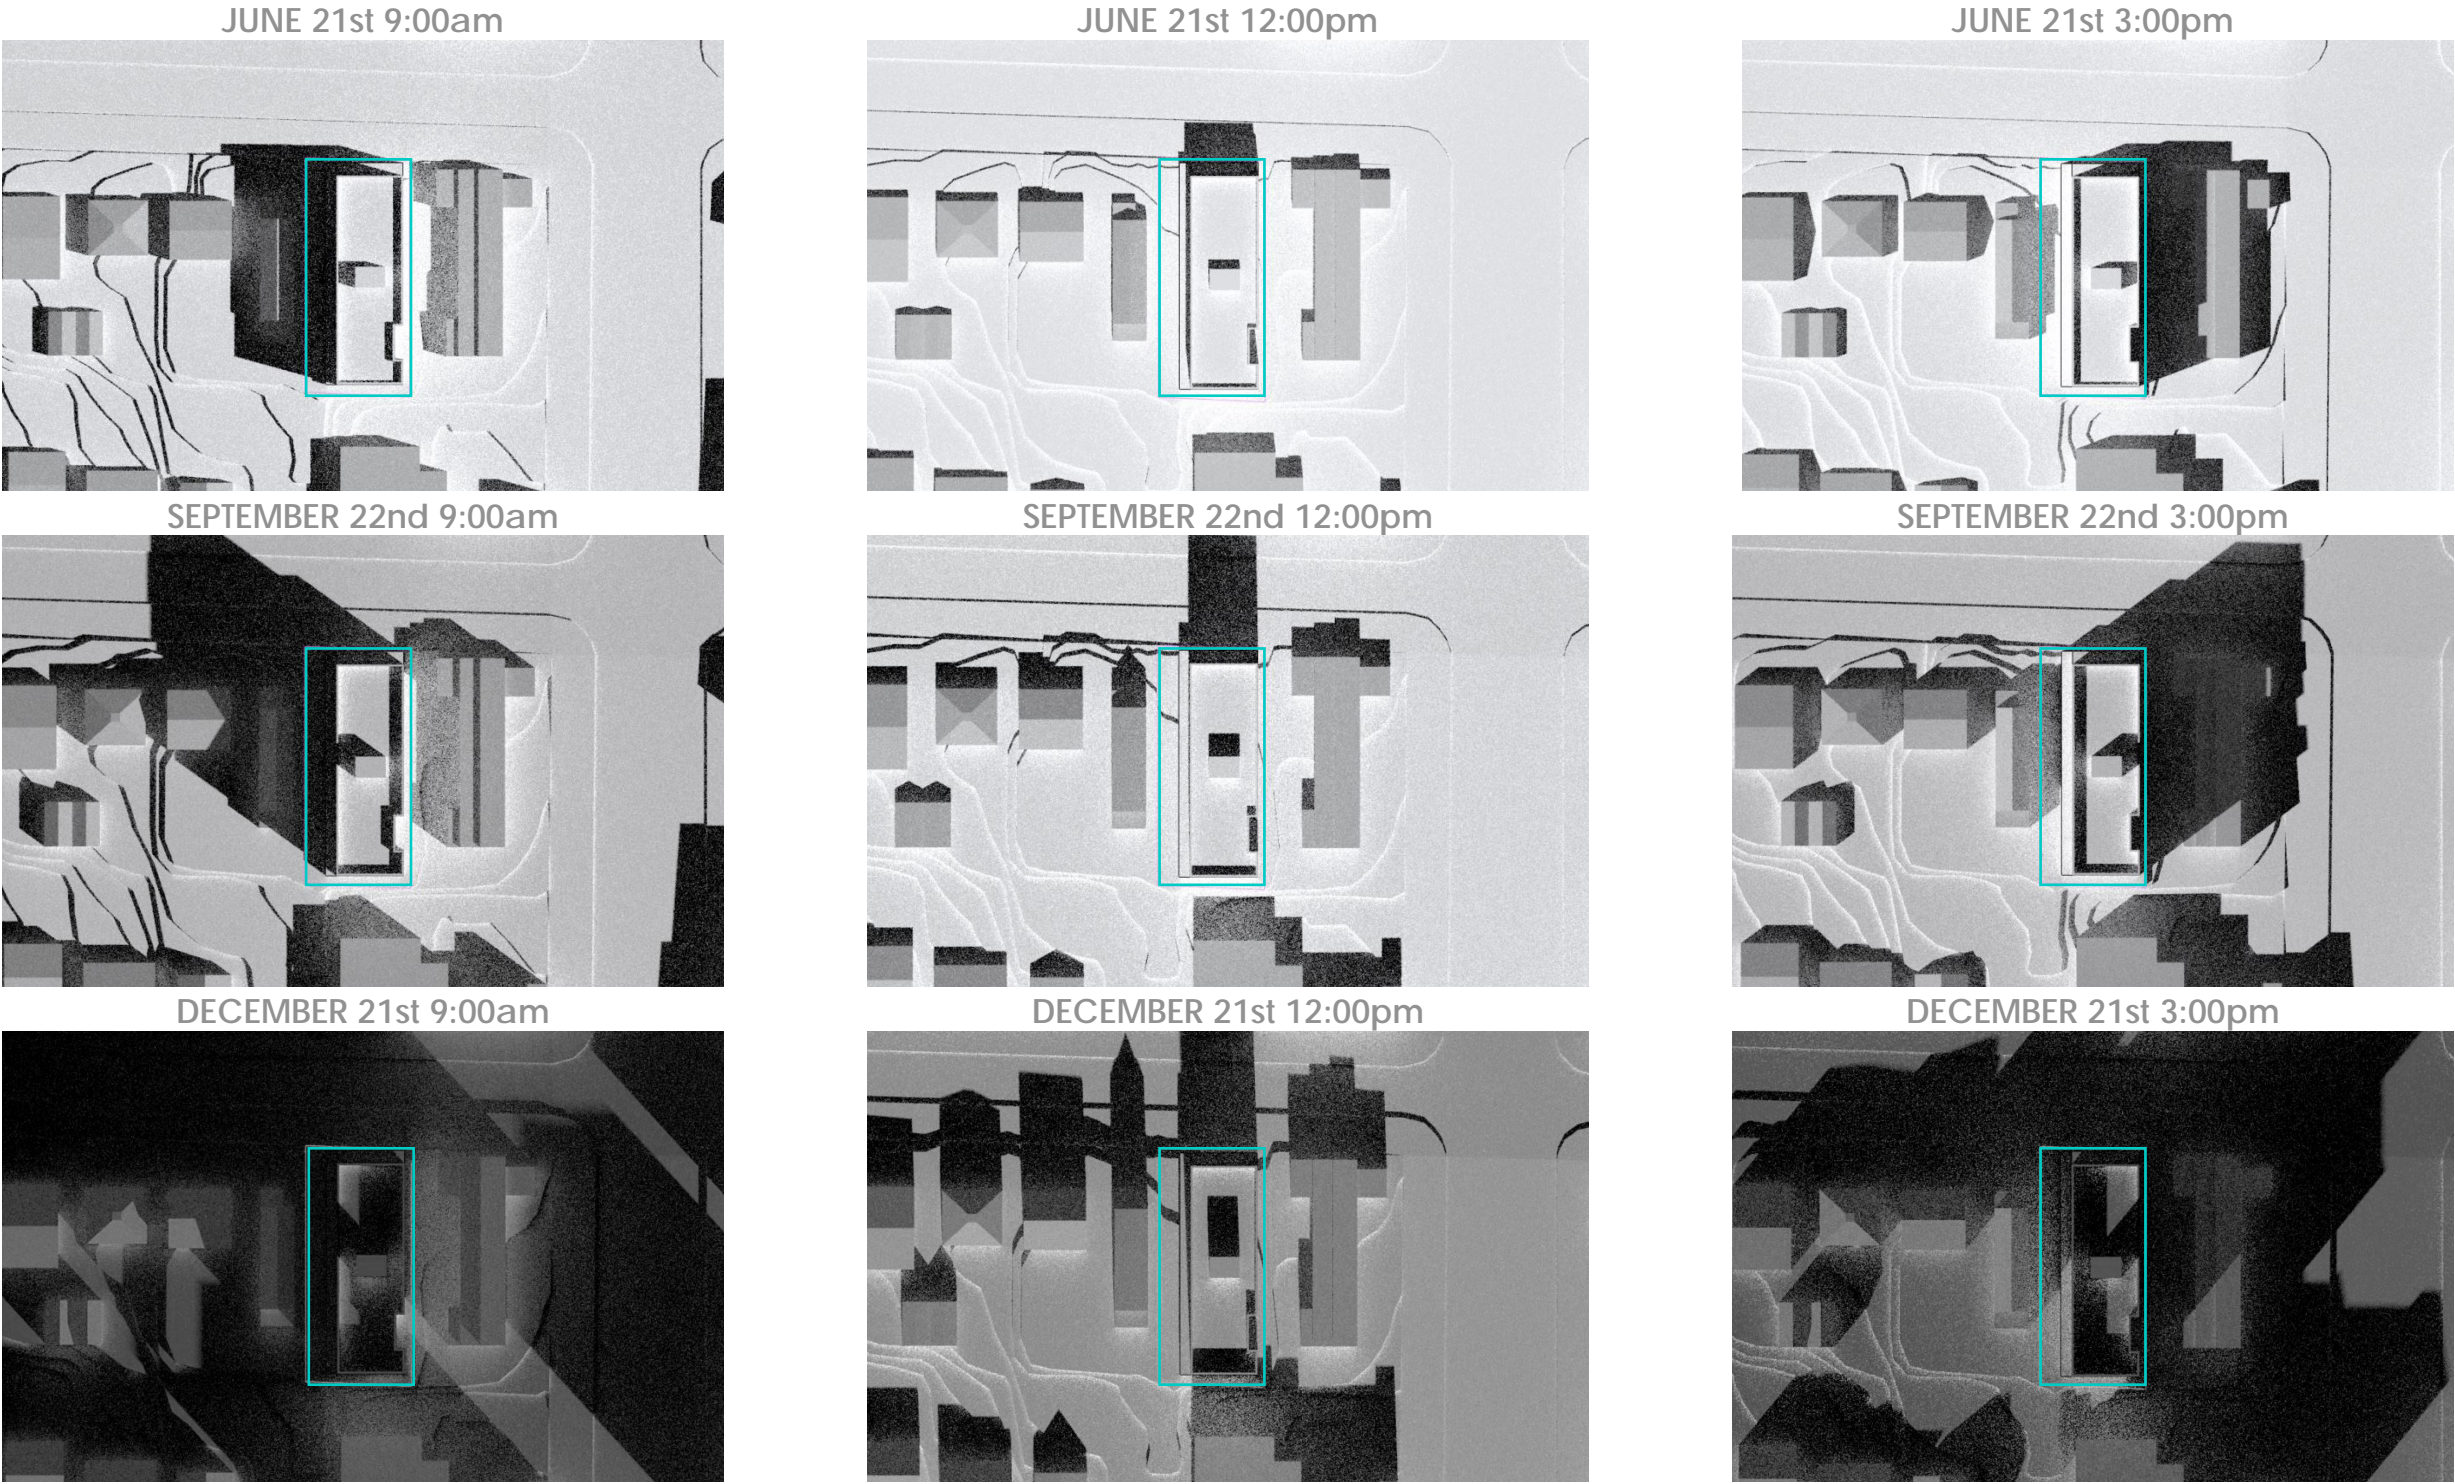 JUNE 21st 9:00am
JUNE 21st 12:00pm
JUNE 21st 3:00pm
SEPTEMBER 22nd 9:00am
SEPTEMBER 22nd 12:00pm
SEPTEMBER 22nd 3:00pm
DECEMBER 21st 9:00am
DECEMBER 21st 12:00pm
DECEMBER 21st 3:00pm